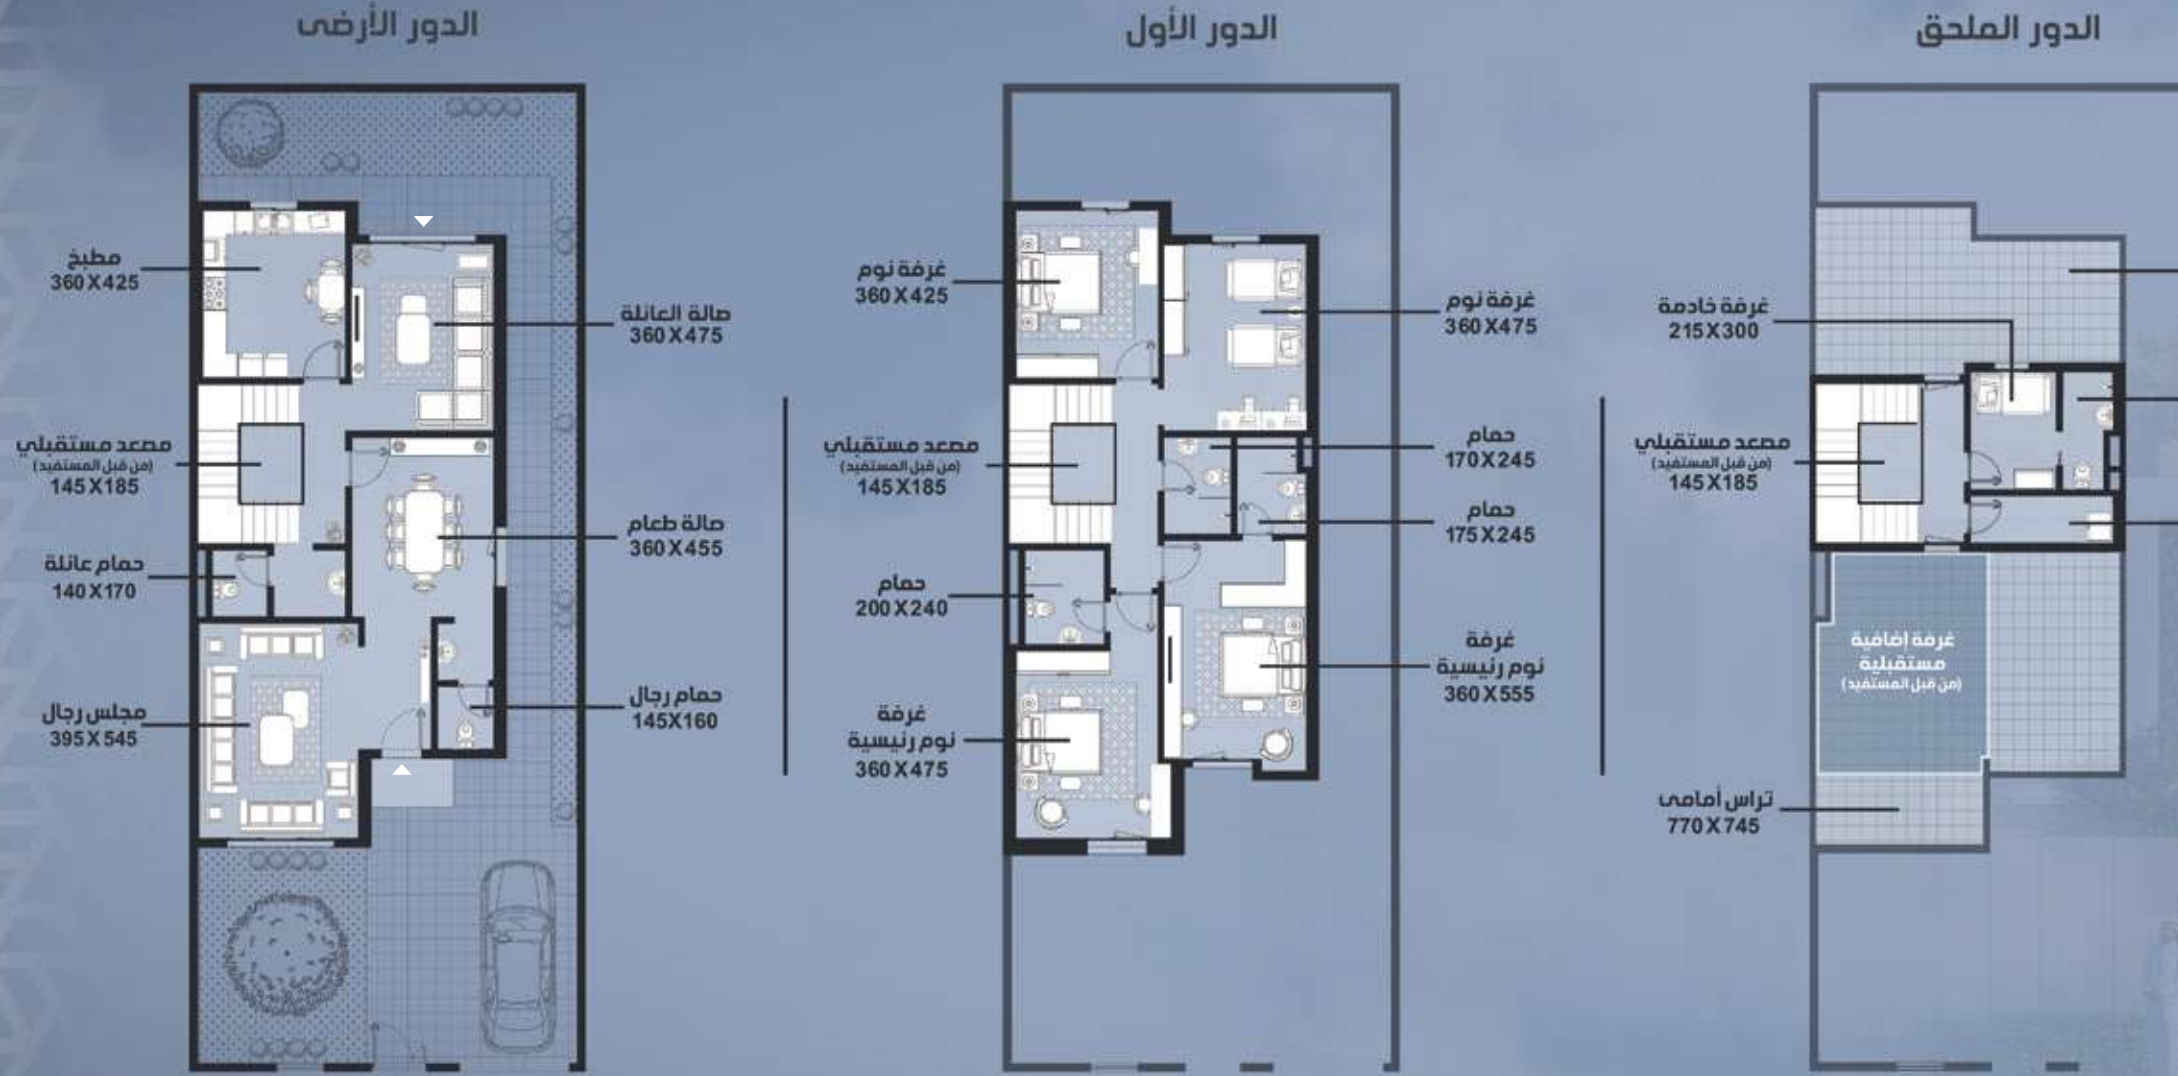 الدور الأرضى
مطبخ
360X425
صالة العائلة
360X475
مصعد مستقبلي
(من قبل المستفيد)
145X185
صالة طعام
360X455
حمام عائلة
140X170
مجلس رجال
395X545
حمام رجال
145X160
الدور الأول
غرفة نوم
360X425
غرفة نوم
360X475
مصعد مستقبلي
(من قبل المستفيد)
145X185
حمام
170X245
حمام
175X245
حمام
200X240
غرفة
نوم رئيسية
360X555
غرفة
نوم رئيسية
360X475
الدور الملحق
غرفة خادمة
215X300
مصعد مستقبلي
(من قبل المستفيد)
145X185
غرفة إضافية
مستقبلية
(من قبل المستفيد)
تراس أمامى
770X745